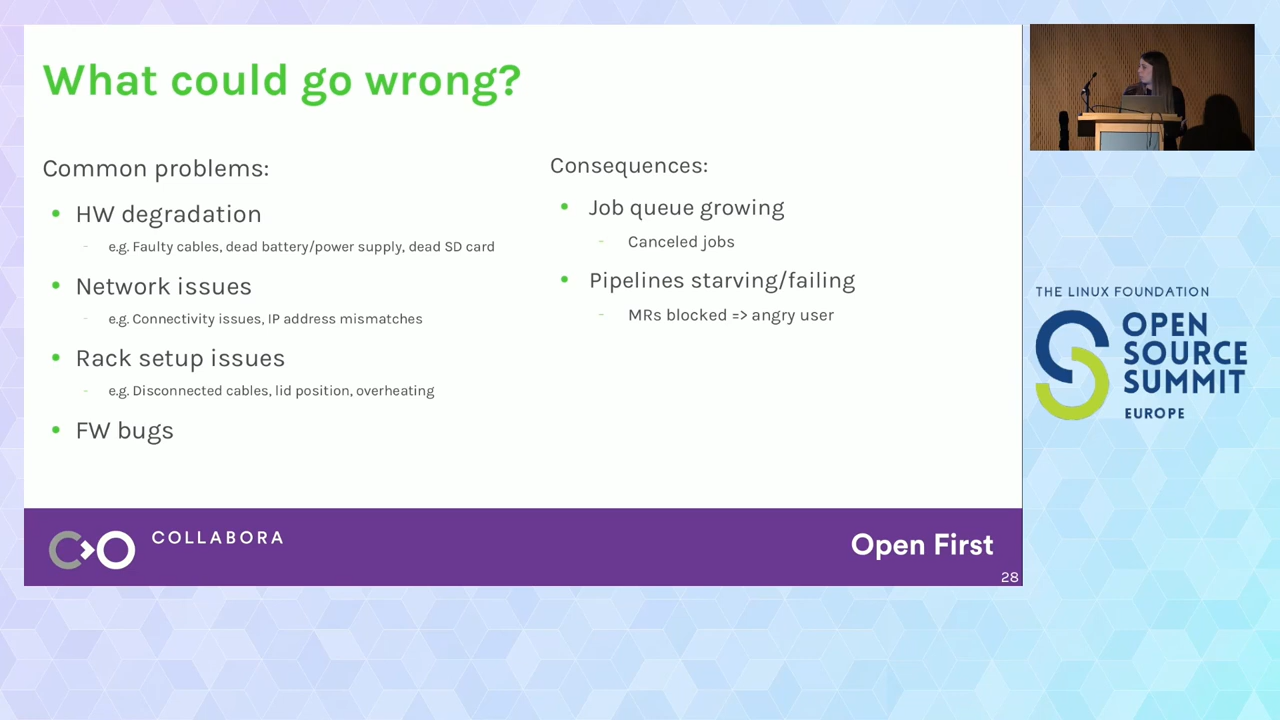 What could go wrong?
Common problems:
HW degradation
- e.g. Faulty cables, dead battery/power supply, dead SD card
Network issues
- e.g. Connectivity issues, IP address mismatches
Rack setup issues
- e.g. Disconnected cables, lid position, overheating
FW bugs
Consequences:
Job queue growing
- Canceled jobs
Pipelines starving/failing
- MRs blocked => angry user
COLLABORA
Open First
28
THE LINUX FOUNDATION
OPEN
SOURCE
SUMMIT
EUROPE